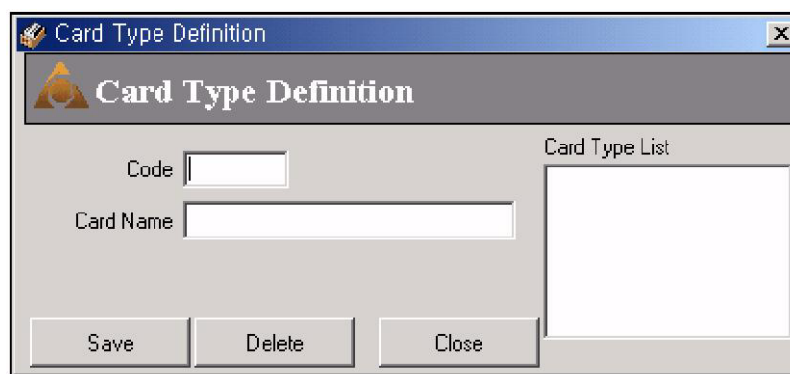 Card Type Definition
Card Type Definition
Code
Card Type List
Card Name
Save Delete Close